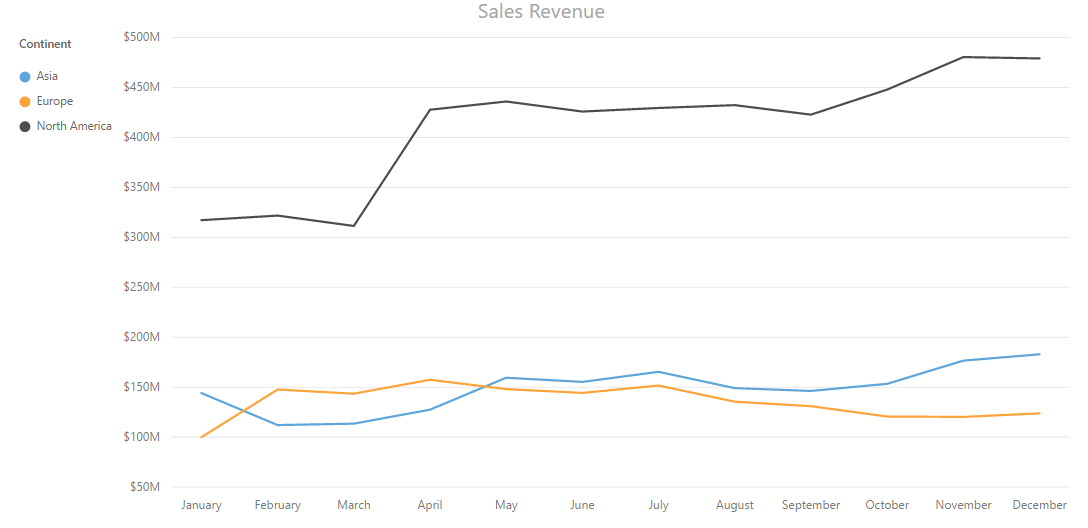 Sales Revenue
Continent
Asia
Europe
North America
$500M
$450M
$400M
$350M
$300M
$250M
$200M
$150M
$100M
$50M
January February March April May June July August September October November December